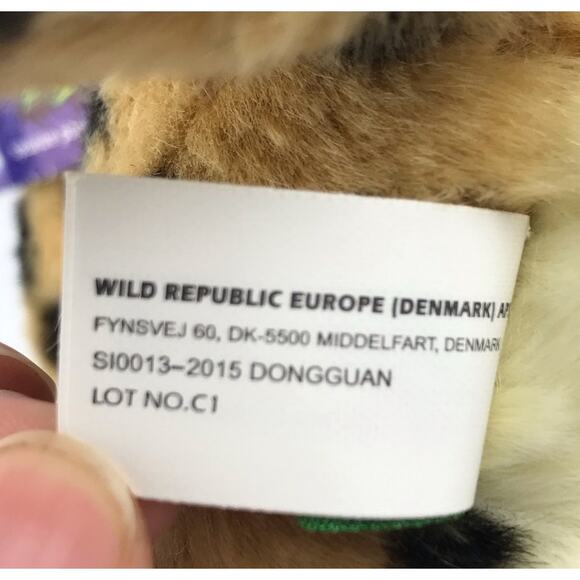 WILD REPUBLIC EUROPE (DENMARK) AP
FYNSVEJ 60, DK-5500 MIDDELFART, DENMARK
SI0013-2015 DONGGUAN
LOT NO.C1